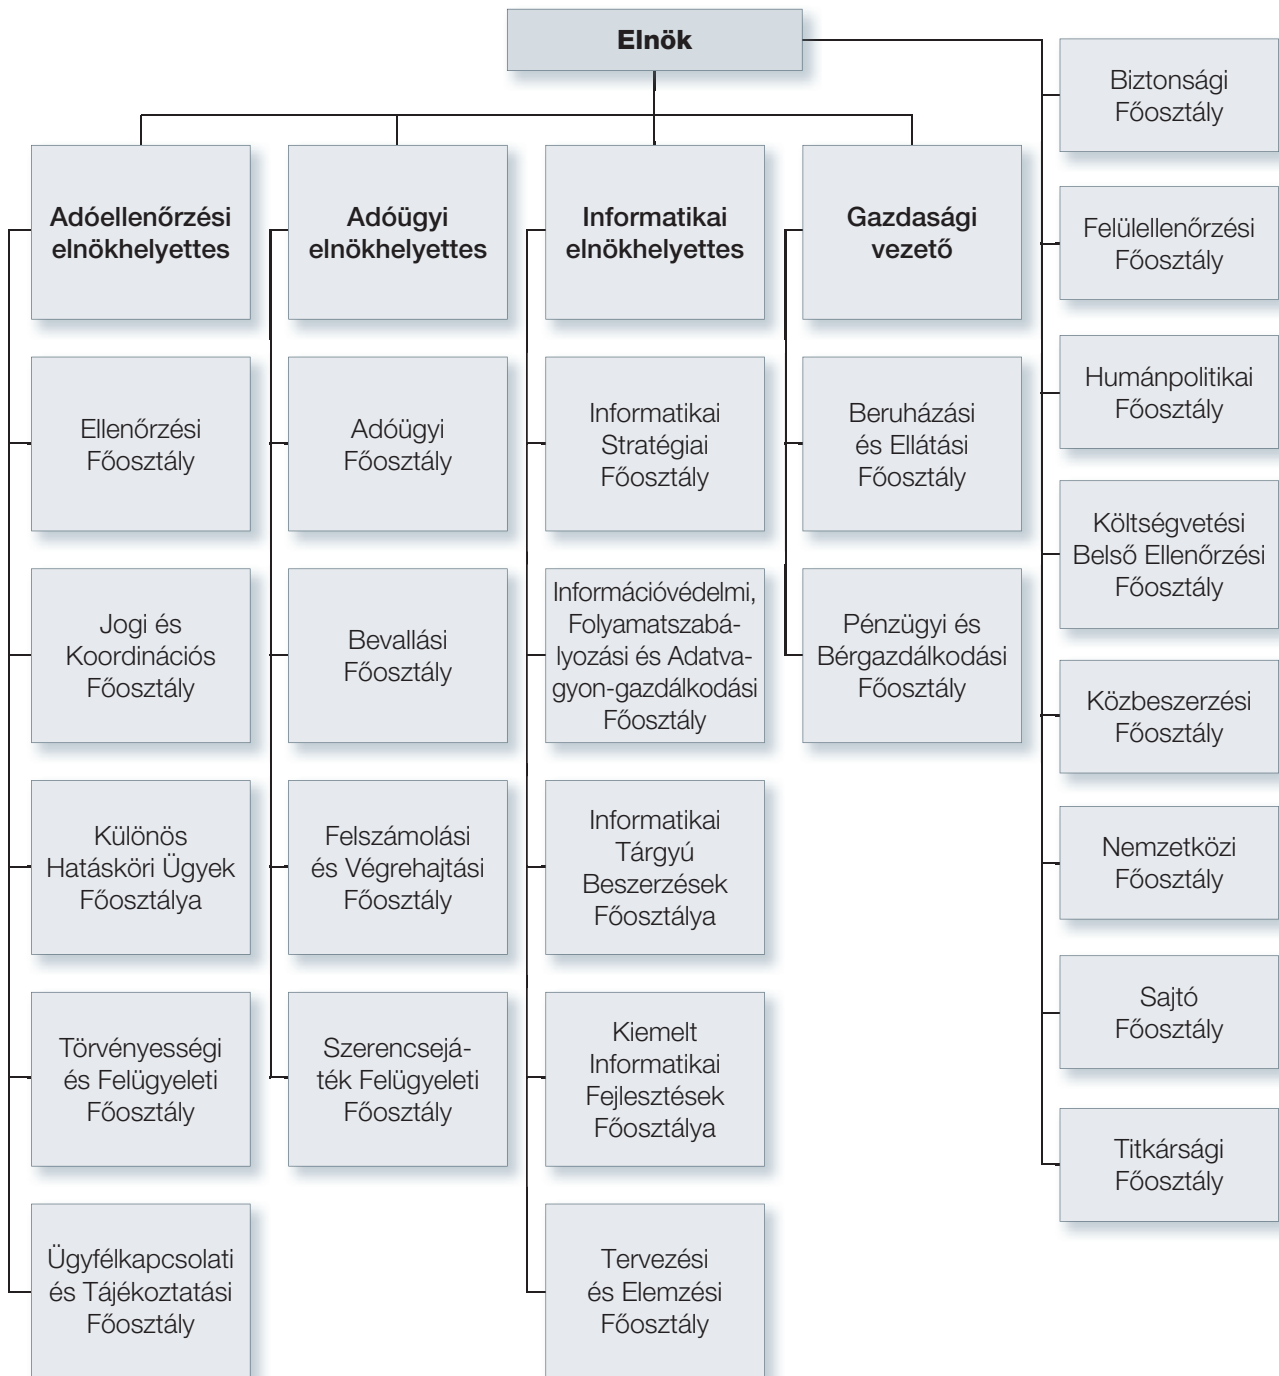 Elnök
Adóellenőrzési
elnökhelyettes
Ellenőrzési
Főosztály
Jogi és
Koordinációs
Főosztály
Különös
Hatásköri Ügyek
Főosztálya
Törvényességi
és Felügyeleti
Főosztály
Ügyfélkapcsolati
és Tájékoztatási
Főosztály
Adóügyi
elnökhelyettes
Adóügyi
Főosztály
Bevallási
Főosztály
Felszámolási
és Végrehajtási
Főosztály
Szerencsejá-
ték Felügyeleti
Főosztály
Informatikai
elnökhelyettes
Informatikai
Stratégiai
Főosztály
Információvédelmi,
Folyamatszabá-
lyozási és Adatva-
gyon-gazdálkodási
Főosztály
Informatikai
Tárgyú
Beszerzések
Főosztálya
Kiemelt
Informatikai
Fejlesztések
Főosztálya
Tervezési
és Elemzési
Főosztály
Gazdasági
vezető
Beruházási
és Ellátási
Főosztály
Pénzügyi és
Bérgazdálkodási
Főosztály
Biztonsági
Főosztály
Felülellenőrzési
Főosztály
Humánpolitikai
Főosztály
Költségvetési
Belső Ellenőrzési
Főosztály
Közbeszerzési
Főosztály
Nemzetközi
Főosztály
Sajtó
Főosztály
Titkársági
Főosztály